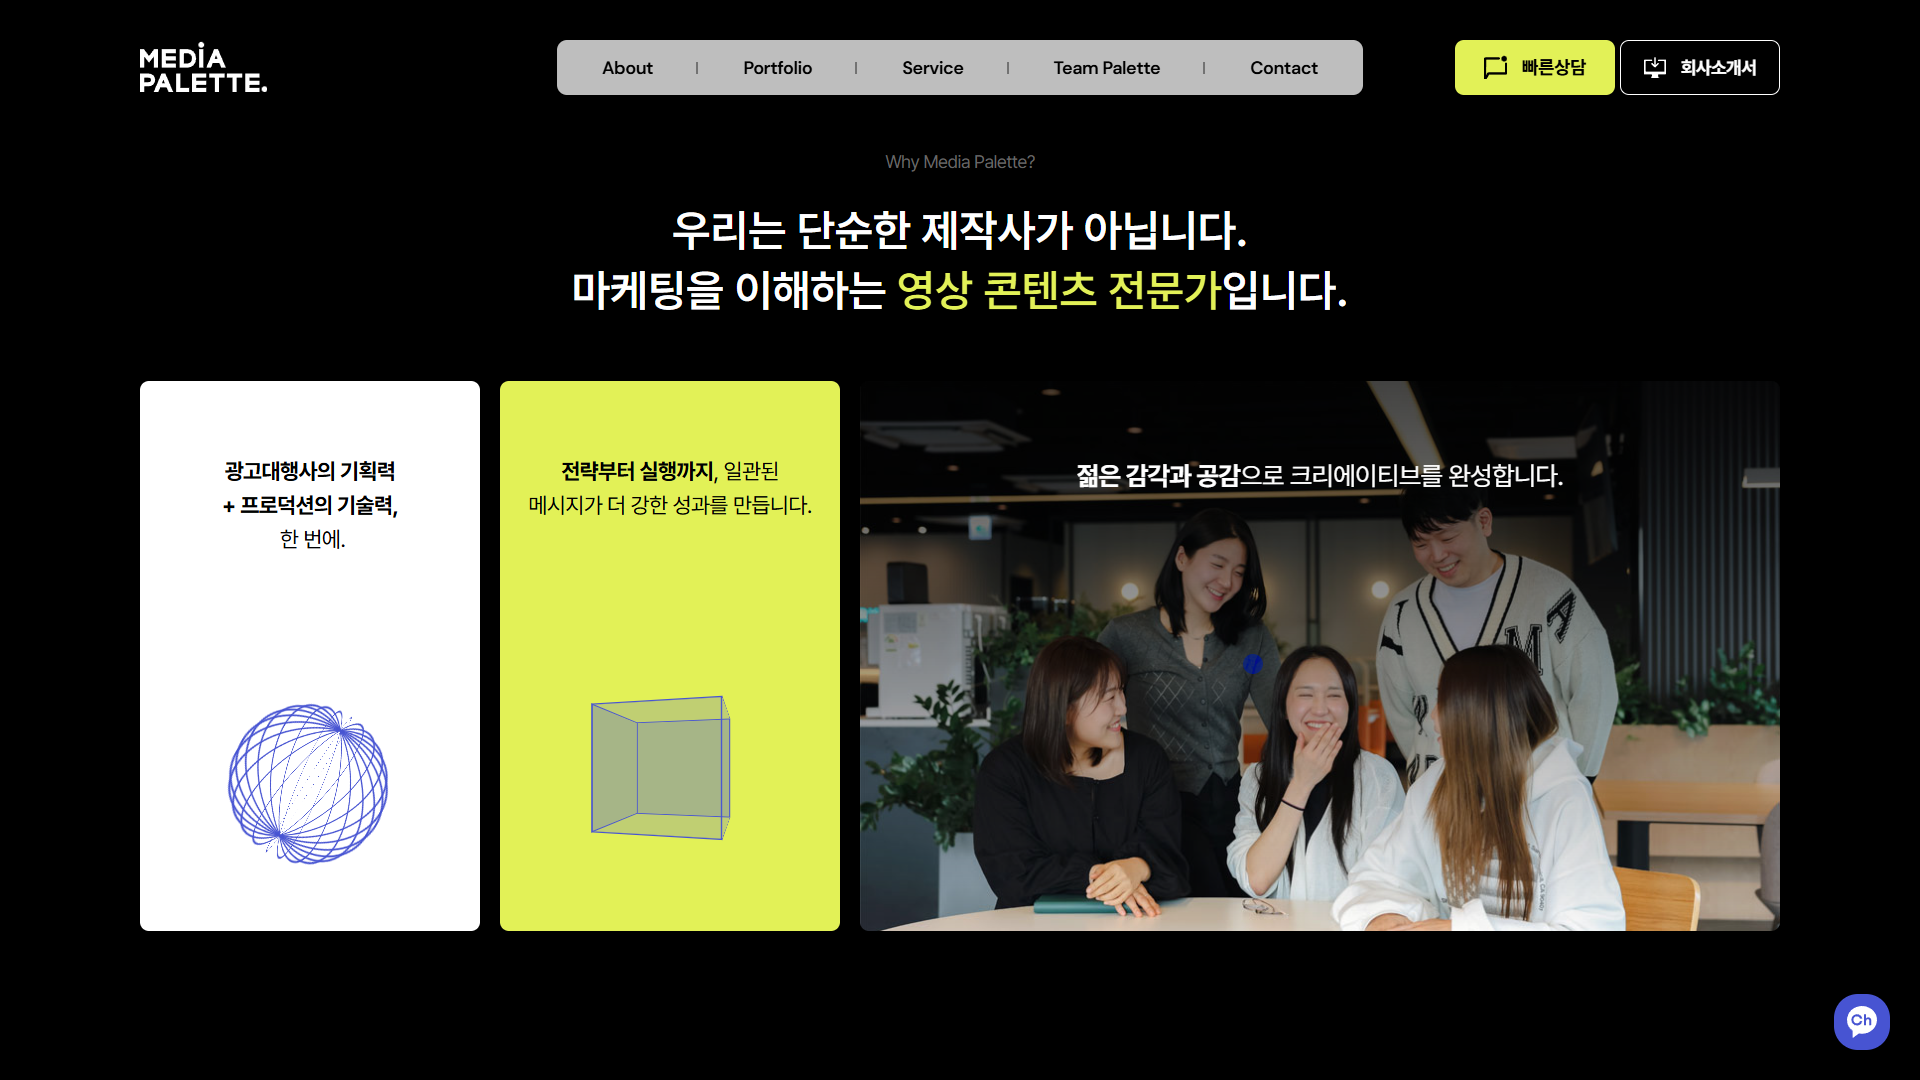 MEDIA
PALETTE.
About
Portfolio
Service
Team Palette
Contact
빠른상담
회사소개서
Why Media Palette?
우리는 단순한 제작사가 아닙니다.
마케팅을 이해하는 영상 콘텐츠 전문가입니다.
광고대행사의 기획력
+ 프로덕션의 기술력,
한 번에.
전략부터 실행까지, 일관된
메시지가 더 강한 성과를 만듭니다.
젊은 감각과 공감으로 크리에이티브를 완성합니다.
M
A
Ch